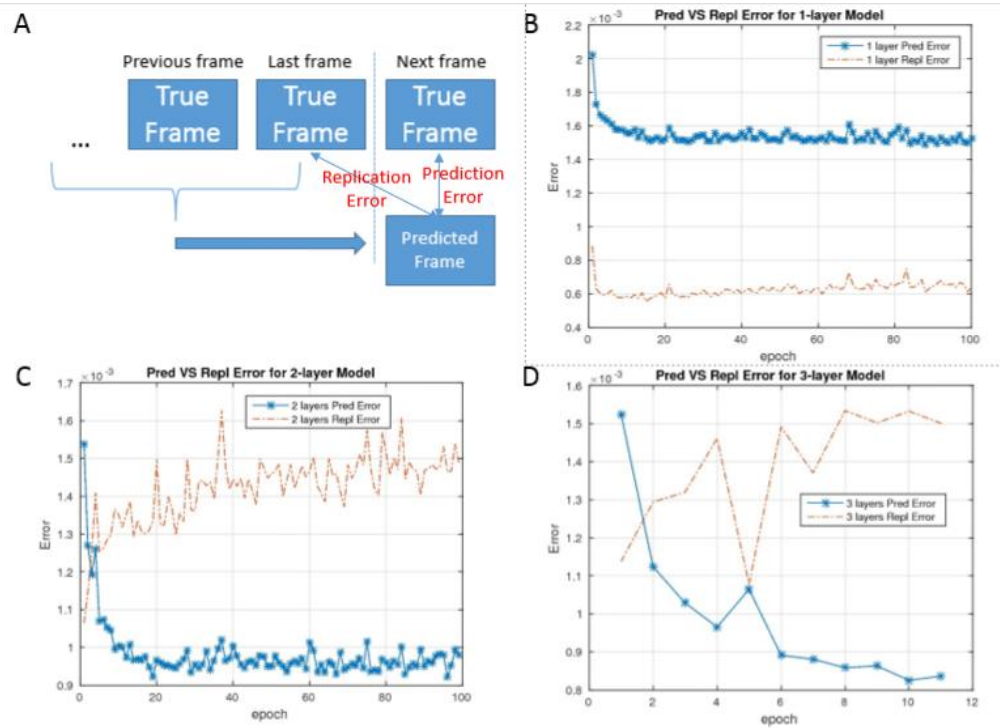 A
Previous frame Last frame Next frame
True Frame
True Frame
True Frame
...
Replication Error
Prediction Error
Predicted Frame
B
Pred VS Repl Error for 1-layer Model
×10^-3
1 layer Pred Error
1 layer Repl Error
2.2
2
1.8
1.6
1.4
1.2
1
0.8
0.6
0.4
Error
0 20 40 60 80 100
epoch
C
Pred VS Repl Error for 2-layer Model
×10^-3
2 layers Pred Error
2 layers Repl Error
1.7
1.6
1.5
1.4
1.3
1.2
1.1
1
0.9
Error
0 20 40 60 80 100
epoch
D
Pred VS Repl Error for 3-layer Model
×10^-3
3 layers Pred Error
3 layers Repl Error
1.6
1.5
1.4
1.3
1.2
1.1
1
0.9
0.8
Error
0 2 4 6 8 10 12
epoch